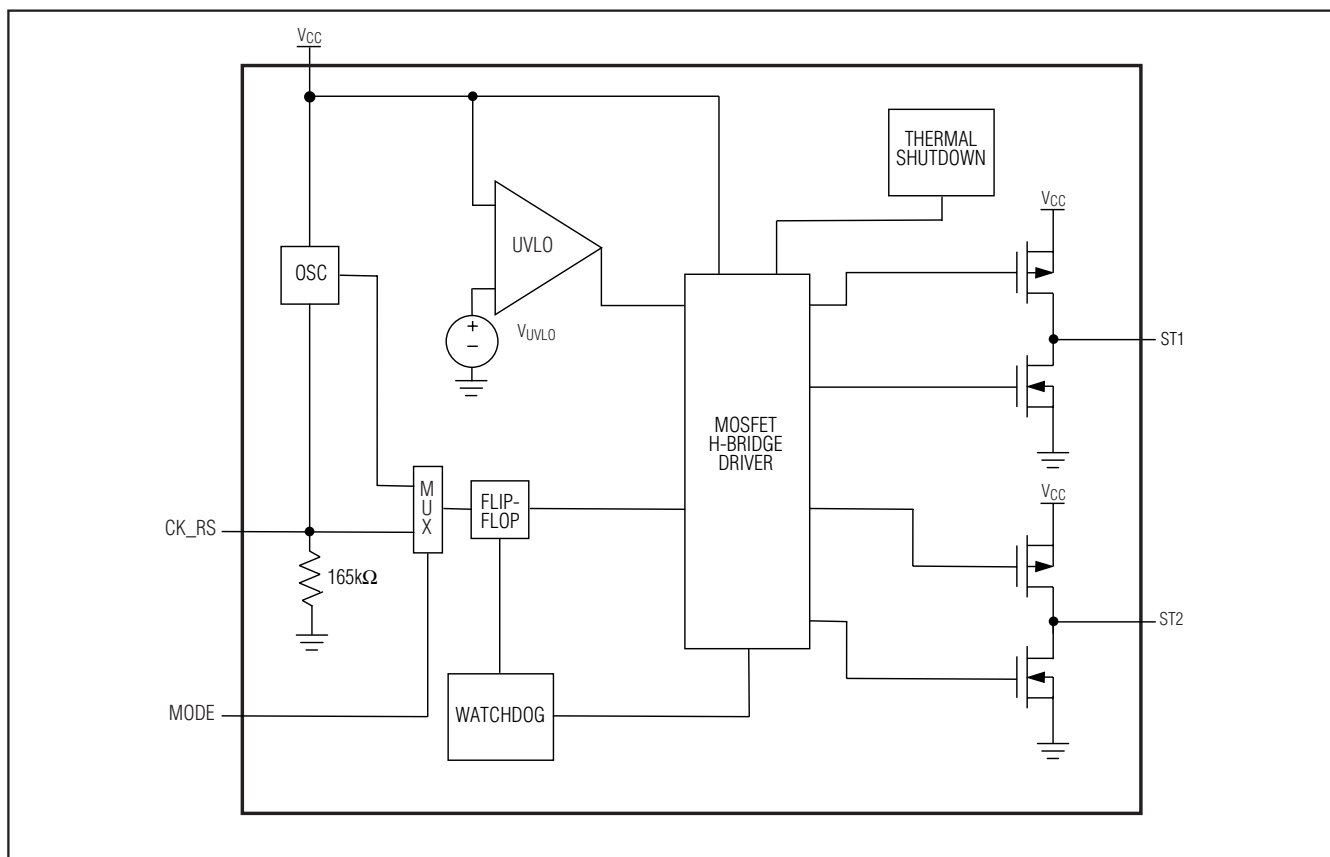 VCC
THERMAL
SHUTDOWN
VCC
UVLO
OSC
+
−
VUVLO
ST1
MOSFET
H-BRIDGE
DRIVER
MUX
FLIP-
FLOP
VCC
CK_RS
165kΩ
ST2
MODE
WATCHDOG